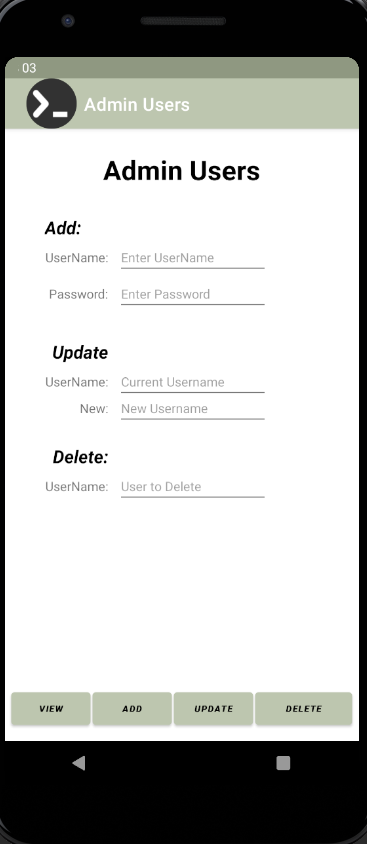 03
Admin Users
Admin Users
Add:
UserName: Enter UserName
Password: Enter Password
Update
UserName: Current Username
New: New Username
Delete:
UserName: User to Delete
VIEW ADD UPDATE DELETE